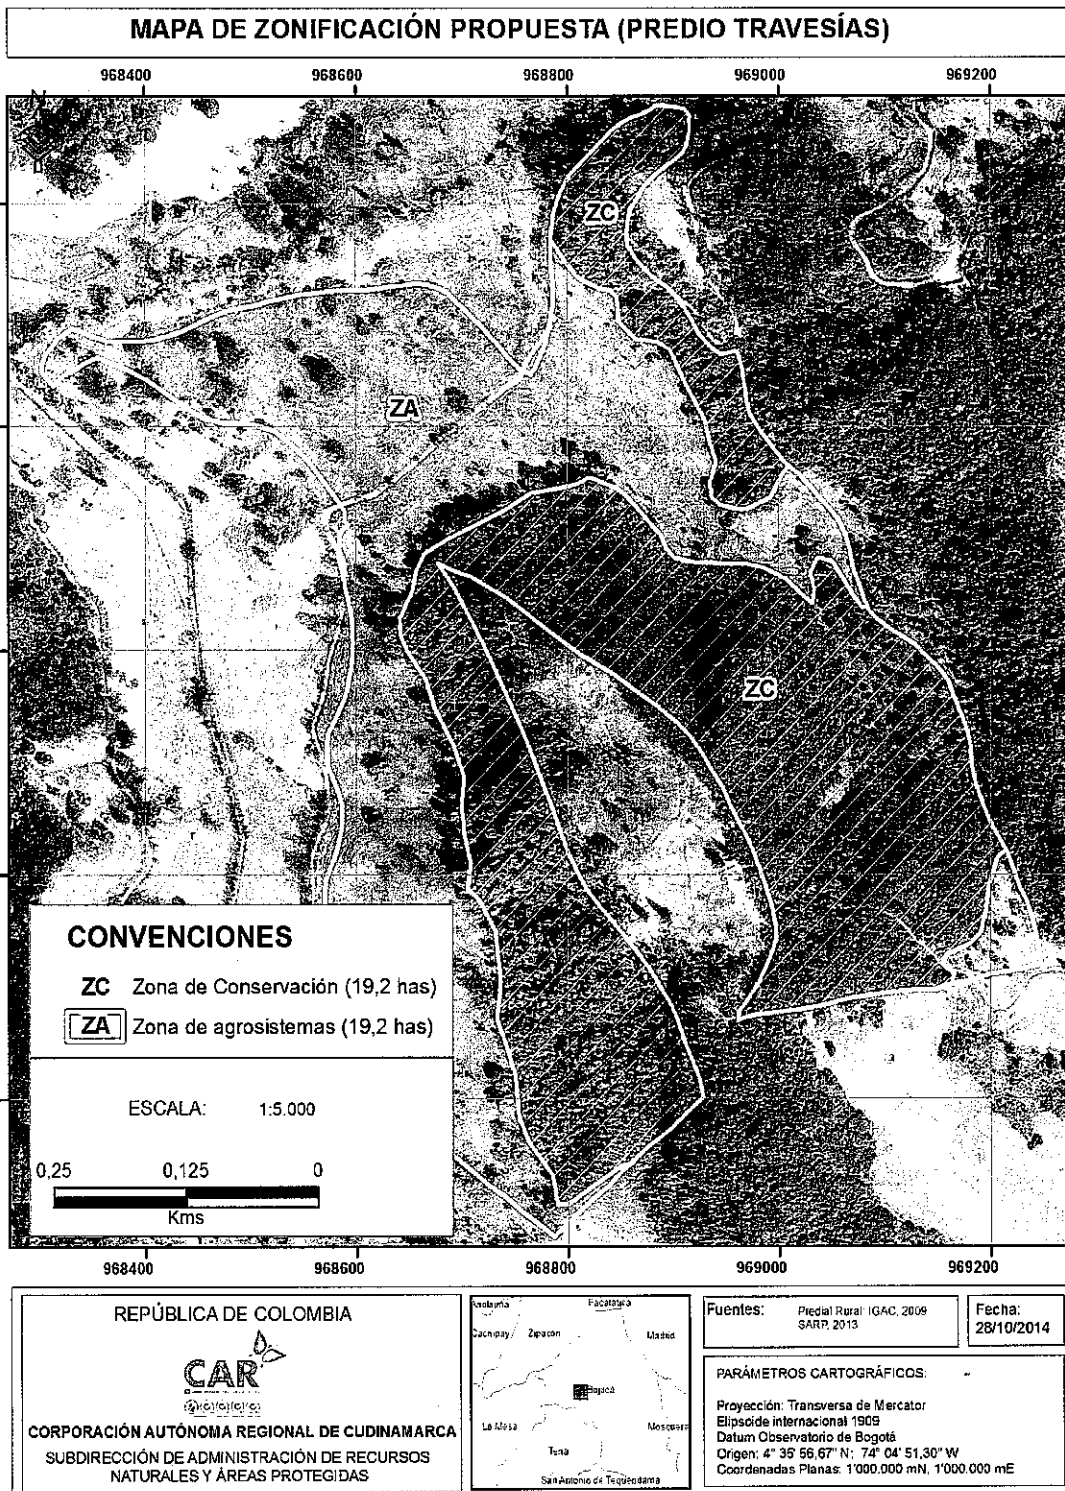 MAPA DE ZONIFICACIÓN PROPUESTA (PREDIO TRAVESÍAS)
968400 968600 968800 969000 969200
N
ZC
ZA
ZC
CONVENCIONES
ZC Zona de Conservación (19,2 has)
ZA Zona de agrosistemas (19,2 has)
ESCALA: 1:5.000
0,25 0,125 0
Kms
968400 968600 968800 969000 969200
REPÚBLICA DE COLOMBIA
CAR
CORPORACIÓN AUTÓNOMA REGIONAL DE CUDINAMARCA
SUBDIRECCIÓN DE ADMINISTRACIÓN DE RECURSOS
NATURALES Y ÁREAS PROTEGIDAS
Facatativa
Cachipay Zipacon Madrid
Bojacá
La Mesa Mosquera
Tena
San Antonio de Tequendama
Fuentes: Predial Rural: IGAC, 2009
SARP, 2013
Fecha:
28/10/2014
PARÁMETROS CARTOGRÁFICOS:
Proyección: Transversa de Mercator
Elipsoide internacional 1909
Datum Observatorio de Bogotá
Origen: 4° 35' 56,67" N; 74° 04' 51,30" W
Coordenadas Planas: 1'000.000 mN, 1'000.000 mE